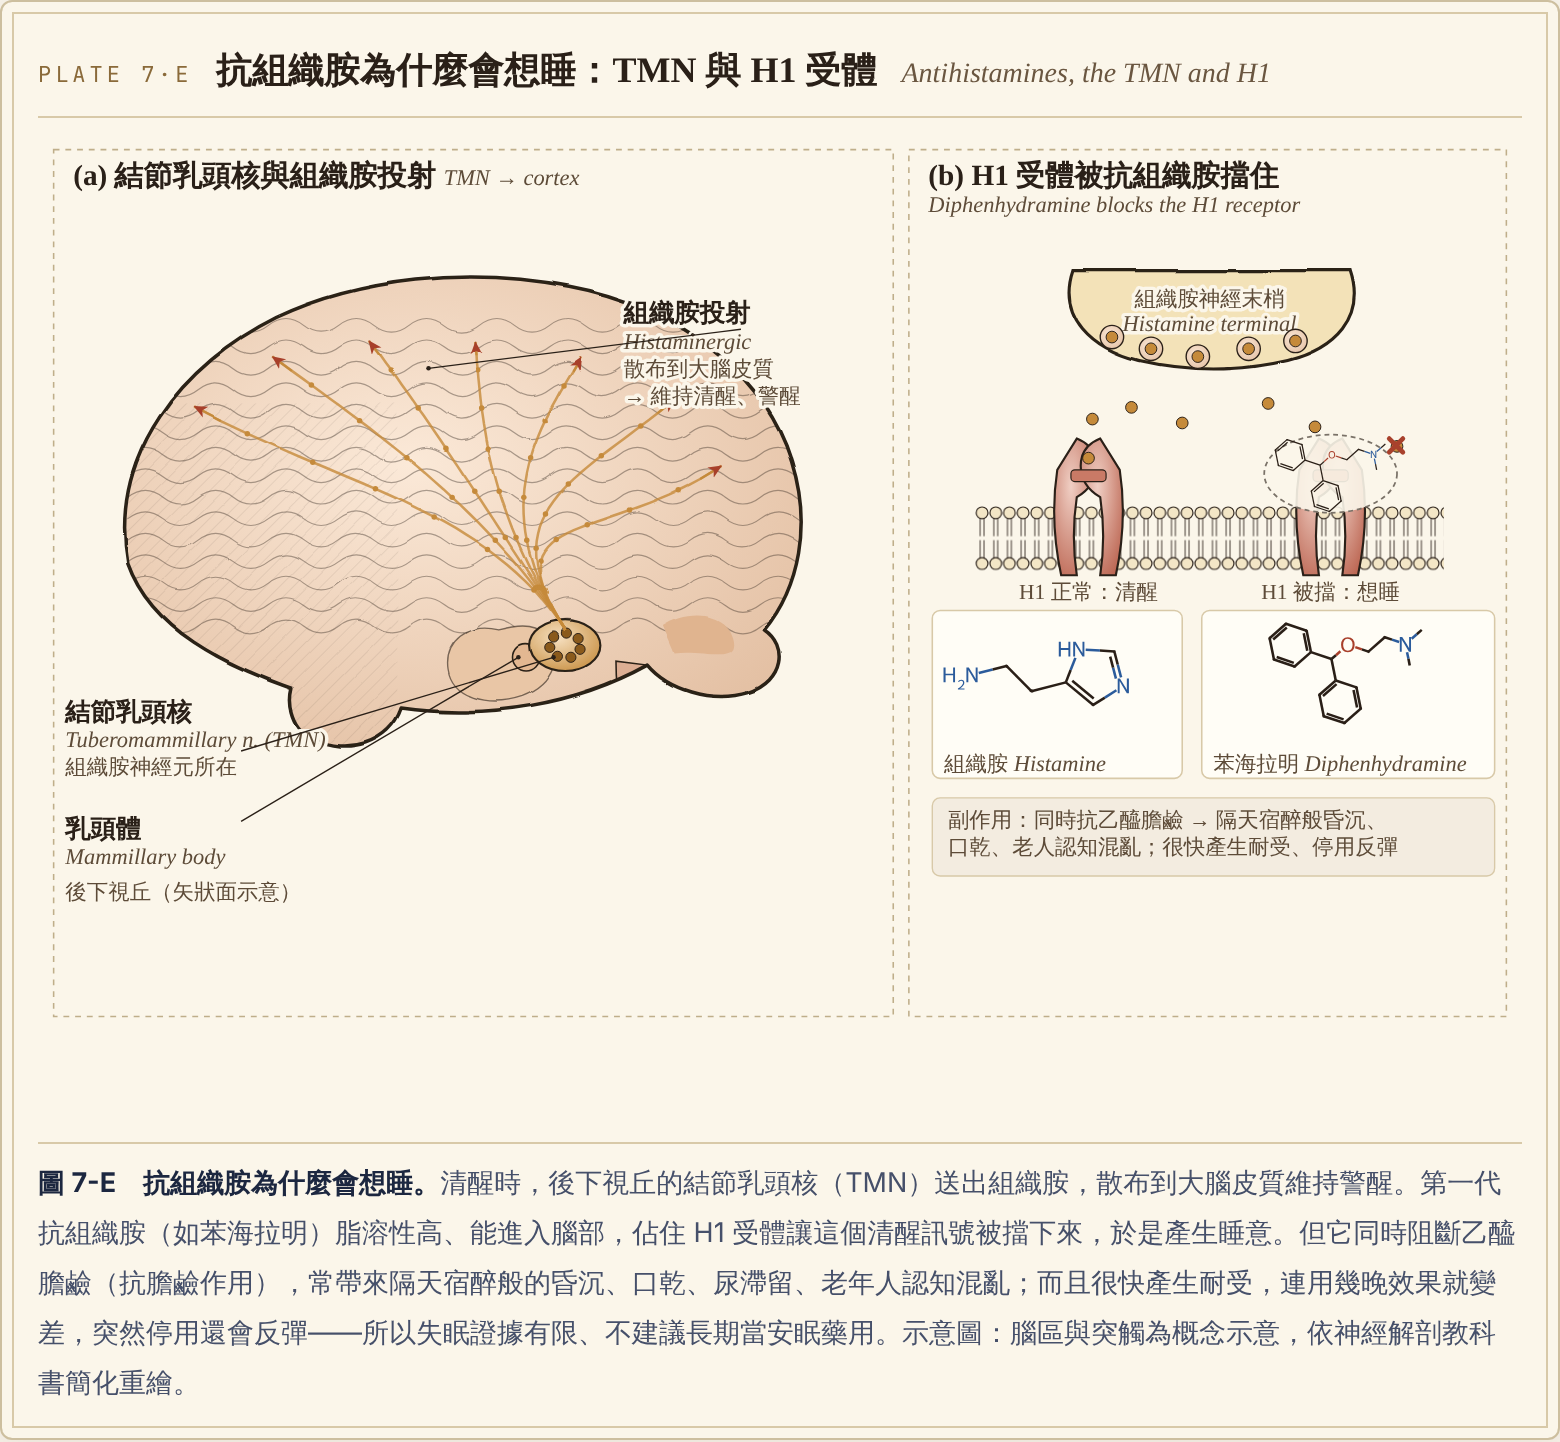 PLATE 7·E 抗組織胺為什麼會想睡：TMN 與 H1 受體 Antihistamines, the TMN and H1
(a) 結節乳頭核與組織胺投射 TMN → cortex
組織胺投射
Histaminergic
散布到大腦皮質
→ 維持清醒、警醒
結節乳頭核
Tuberomammillary n. (TMN)
組織胺神經元所在
乳頭體
Mammillary body
後下視丘（矢狀面示意）
(b) H1 受體被抗組織胺擋住
Diphenhydramine blocks the H1 receptor
組織胺神經末梢
Histamine terminal
O N
H1 正常：清醒
H1 被擋：想睡
H₂N HN N
組織胺 Histamine
O N
苯海拉明 Diphenhydramine
副作用：同時抗乙醯膽鹼 → 隔天宿醉般昏沉、
口乾、老人認知混亂；很快產生耐受、停用反彈
圖 7-E　抗組織胺為什麼會想睡。清醒時，後下視丘的結節乳頭核（TMN）送出組織胺，散布到大腦皮質維持警醒。第一代
抗組織胺（如苯海拉明）脂溶性高、能進入腦部，佔住 H1 受體讓這個清醒訊號被擋下來，於是產生睡意。但它同時阻斷乙醯
膽鹼（抗膽鹼作用），常帶來隔天宿醉般的昏沉、口乾、尿滯留、老年人認知混亂；而且很快產生耐受，連用幾晚效果就變
差，突然停用還會反彈——所以失眠證據有限、不建議長期當安眠藥用。示意圖：腦區與突觸為概念示意，依神經解剖教科
書簡化重繪。